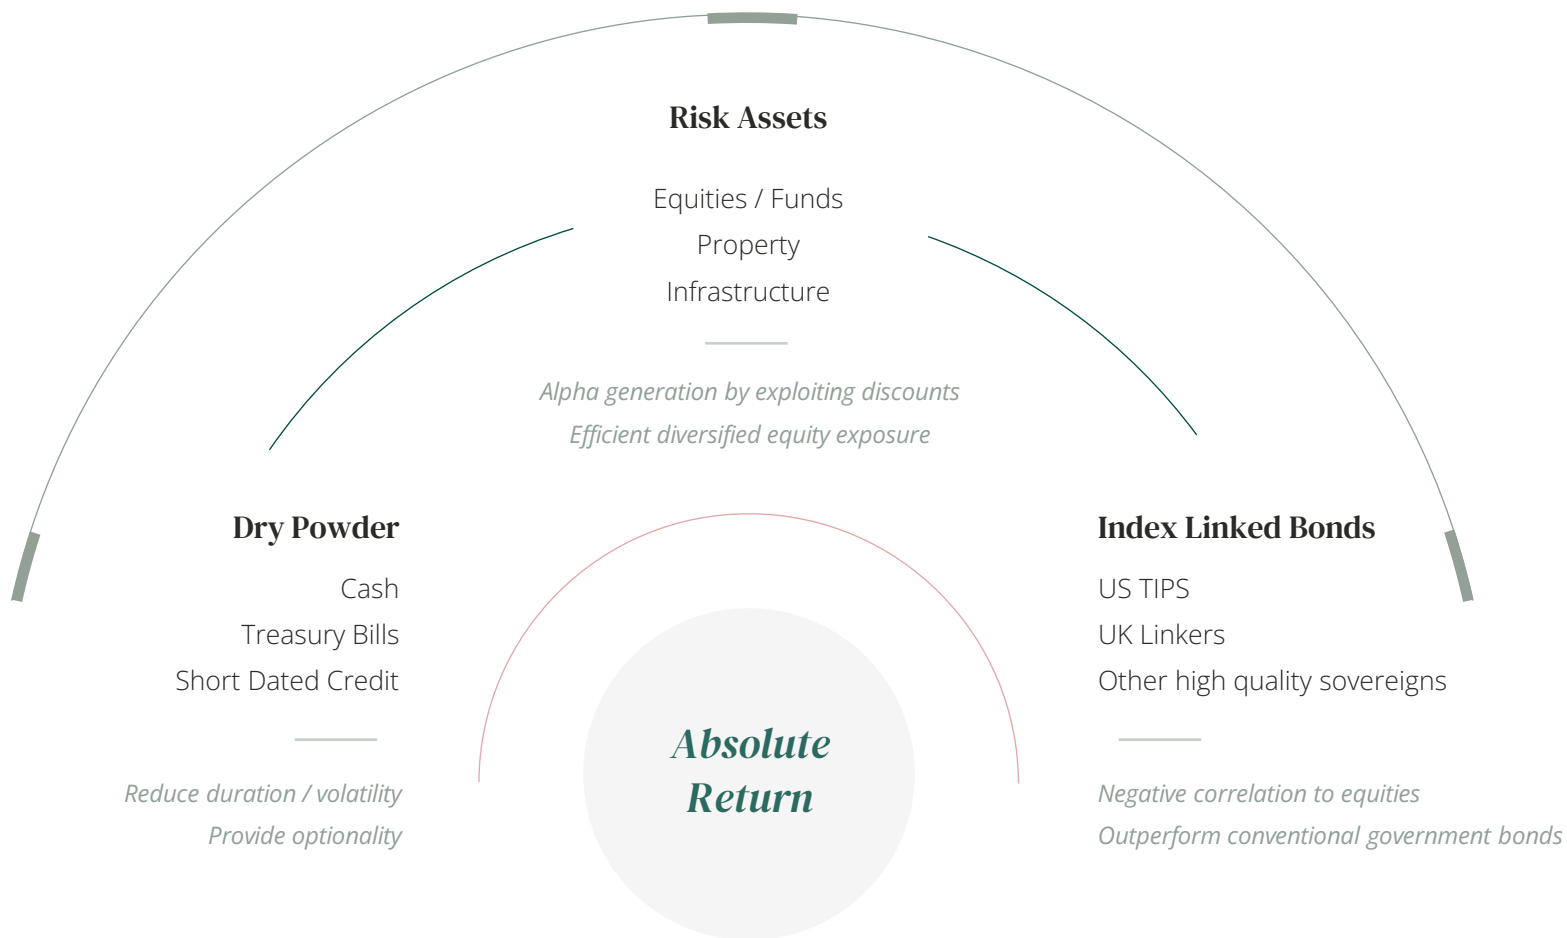 Risk Assets
Equities / Funds
Property
Infrastructure
Alpha generation by exploiting discounts
Efficient diversified equity exposure
Dry Powder
Cash
Treasury Bills
Short Dated Credit
Reduce duration / volatility
Provide optionality
Absolute
Return
Index Linked Bonds
US TIPS
UK Linkers
Other high quality sovereigns
Negative correlation to equities
Outperform conventional government bonds